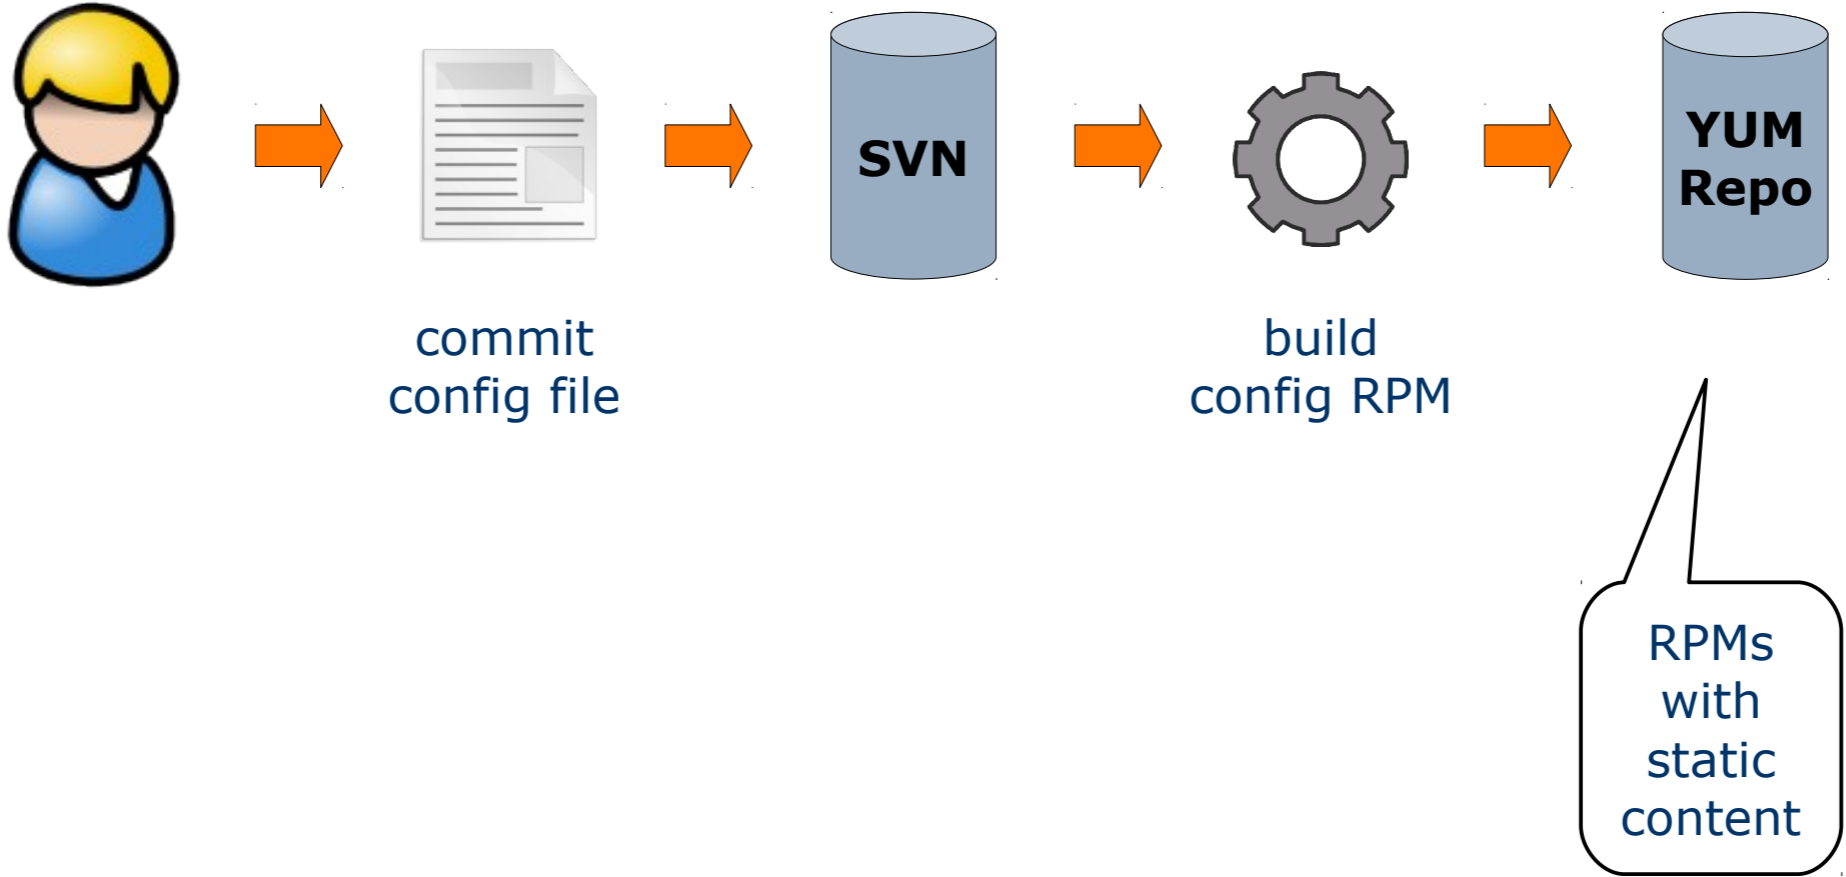 SVN
YUM
Repo
commit
config file
build
config RPM
RPMs
with
static
content